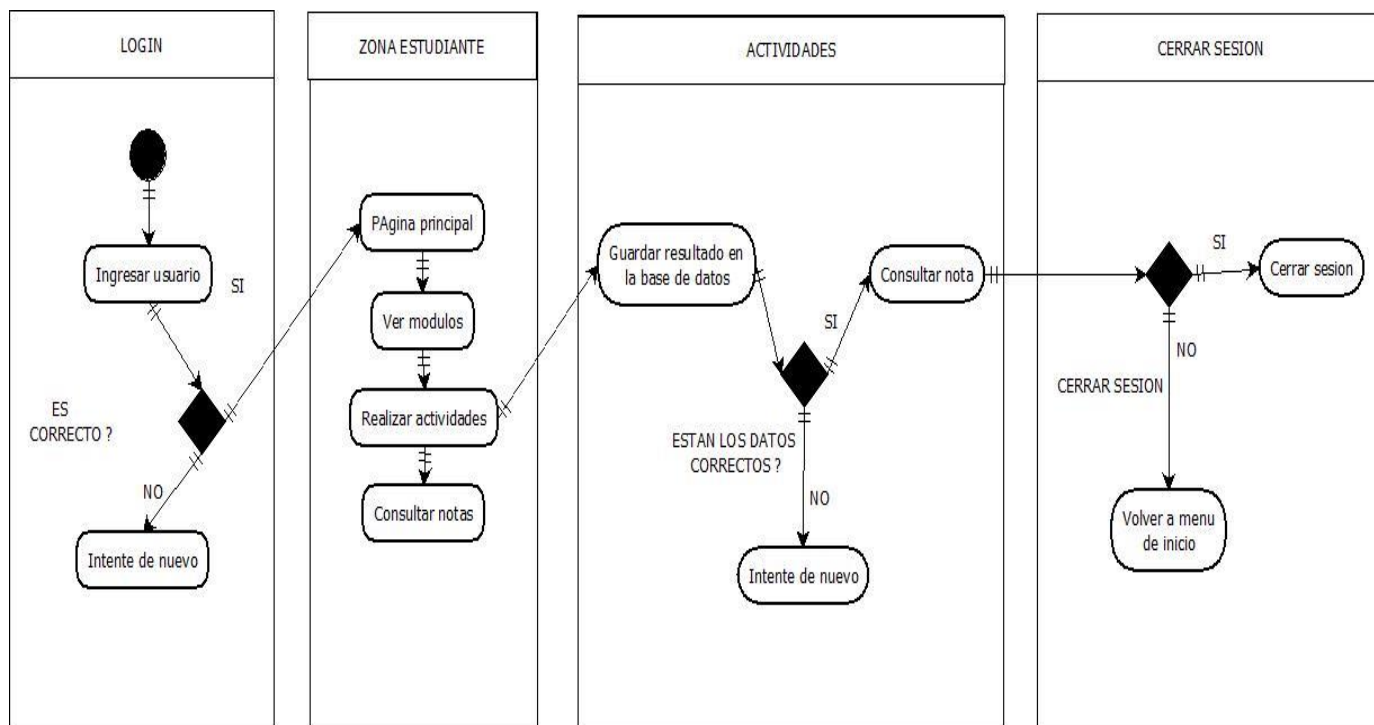 LOGIN
Ingresar usuario
SI
ES
CORRECTO ?
NO
Intente de nuevo
ZONA ESTUDIANTE
PAgina principal
Ver modulos
Realizar actividades
Consultar notas
ACTIVIDADES
Guardar resultado en
la base de datos
Consultar nota
SI
ESTAN LOS DATOS
CORRECTOS ?
NO
Intente de nuevo
CERRAR SESION
SI
Cerrar sesion
NO
CERRAR SESION
Volver a menu
de inicio